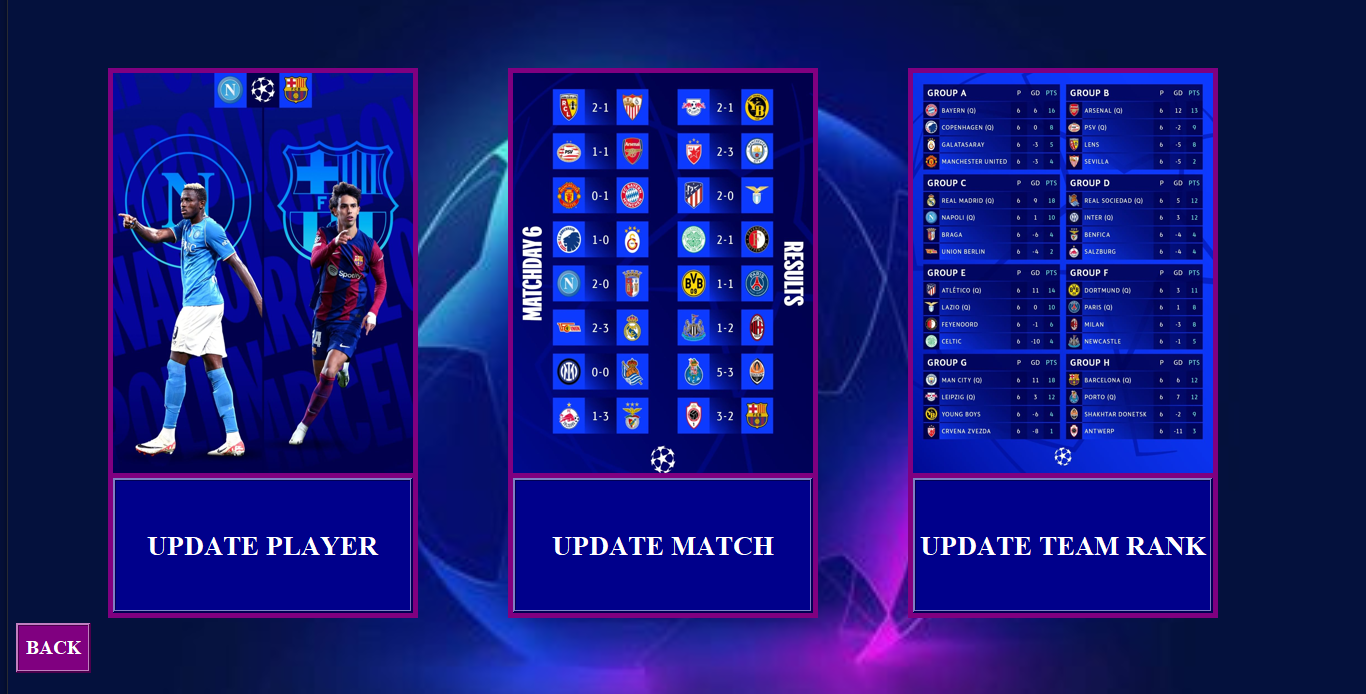 MATCHDAY 6
2-1
2-1
1-1
2-3
0-1
2-0
1-0
2-1
2-0
1-1
2-3
1-2
0-0
5-3
1-3
3-2
RESULTS
GROUP A P GD PTS
BAYERN (Q) 6 6 16
COPENHAGEN (Q) 6 0 8
GALATASARAY 6 -3 5
MANCHESTER UNITED 6 -3 4
GROUP B P GD PTS
ARSENAL (Q) 6 12 13
PSV (Q) 6 -2 9
LENS 6 -5 8
SEVILLA 6 -5 2
GROUP C P GD PTS
REAL MADRID (Q) 6 9 18
NAPOLI (Q) 6 1 10
BRAGA 6 -6 4
UNION BERLIN 6 -4 2
GROUP D P GD PTS
REAL SOCIEDAD (Q) 6 5 12
INTER (Q) 6 3 12
BENFICA 6 -4 4
SALZBURG 6 -4 4
GROUP E P GD PTS
ATLÉTICO (Q) 6 11 14
LAZIO (Q) 6 0 10
FEYENOORD 6 -1 6
CELTIC 6 -10 4
GROUP F P GD PTS
DORTMUND (Q) 6 3 11
PARIS (Q) 6 1 8
MILAN 6 -3 8
NEWCASTLE 6 -1 5
GROUP G P GD PTS
MAN CITY (Q) 6 11 18
LEIPZIG (Q) 6 3 12
YOUNG BOYS 6 -6 4
CRVENA ZVEZDA 6 -8 1
GROUP H P GD PTS
BARCELONA (Q) 6 6 12
PORTO (Q) 6 7 12
SHAKHTAR DONETSK 6 -2 9
ANTWERP 6 -11 3
Spotify
UPDATE PLAYER
UPDATE MATCH
UPDATE TEAM RANK
BACK